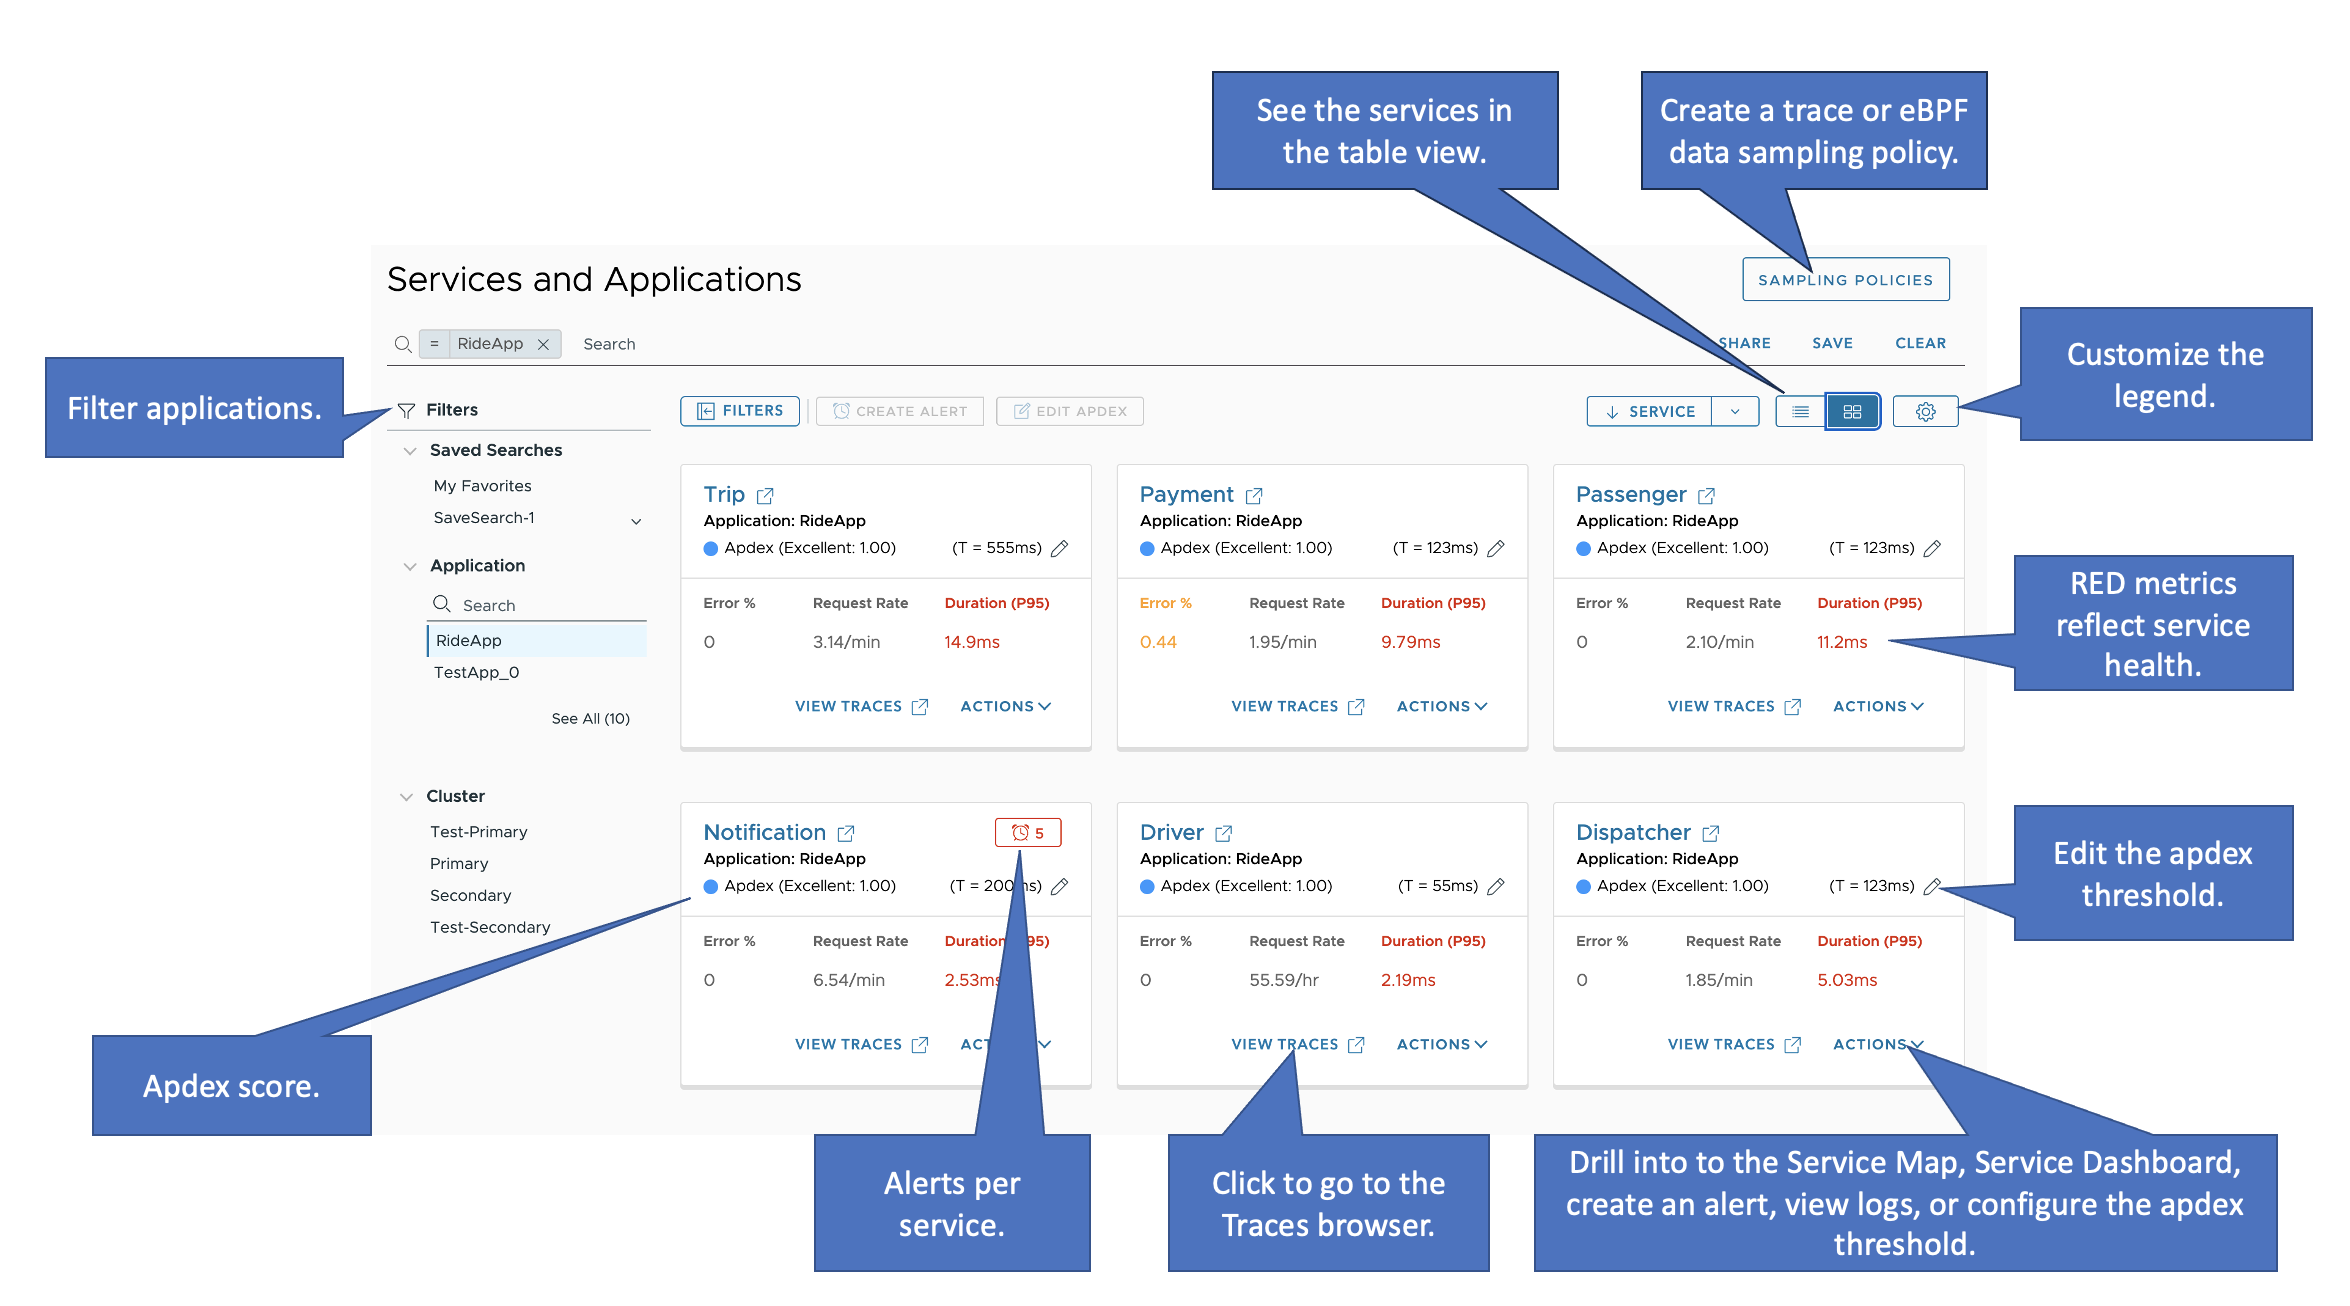 See the services in
the table view.
Create a trace or eBPF
data sampling policy.
Services and Applications
SAMPLING POLICIES
= RideApp Search
SHARE SAVE CLEAR
Customize the
legend.
Filter applications.
Filters
FILTERS CREATE ALERT EDIT APDEX
SERVICE
Saved Searches
My Favorites
SaveSearch-1
Application
Search
RideApp
TestApp_0
See All (10)
Cluster
Test-Primary
Primary
Secondary
Test-Secondary
Trip
Application: RideApp
Apdex (Excellent: 1.00) (T = 555ms)
Error % Request Rate Duration (P95)
0 3.14/min 14.9ms
VIEW TRACES ACTIONS
Payment
Application: RideApp
Apdex (Excellent: 1.00) (T = 123ms)
Error % Request Rate Duration (P95)
0.44 1.95/min 9.79ms
VIEW TRACES ACTIONS
Passenger
Application: RideApp
Apdex (Excellent: 1.00) (T = 123ms)
Error % Request Rate Duration (P95)
0 2.10/min 11.2ms
VIEW TRACES ACTIONS
RED metrics
reflect service
health.
Notification 5
Application: RideApp
Apdex (Excellent: 1.00) (T = 200ms)
Error % Request Rate Duration (P95)
0 6.54/min 2.53ms
VIEW TRACES ACTIONS
Driver
Application: RideApp
Apdex (Excellent: 1.00) (T = 55ms)
Error % Request Rate Duration (P95)
0 55.59/hr 2.19ms
VIEW TRACES ACTIONS
Dispatcher
Application: RideApp
Apdex (Excellent: 1.00) (T = 123ms)
Error % Request Rate Duration (P95)
0 1.85/min 5.03ms
VIEW TRACES ACTIONS
Edit the apdex
threshold.
Apdex score.
Alerts per
service.
Click to go to the
Traces browser.
Drill into to the Service Map, Service Dashboard,
create an alert, view logs, or configure the apdex
threshold.